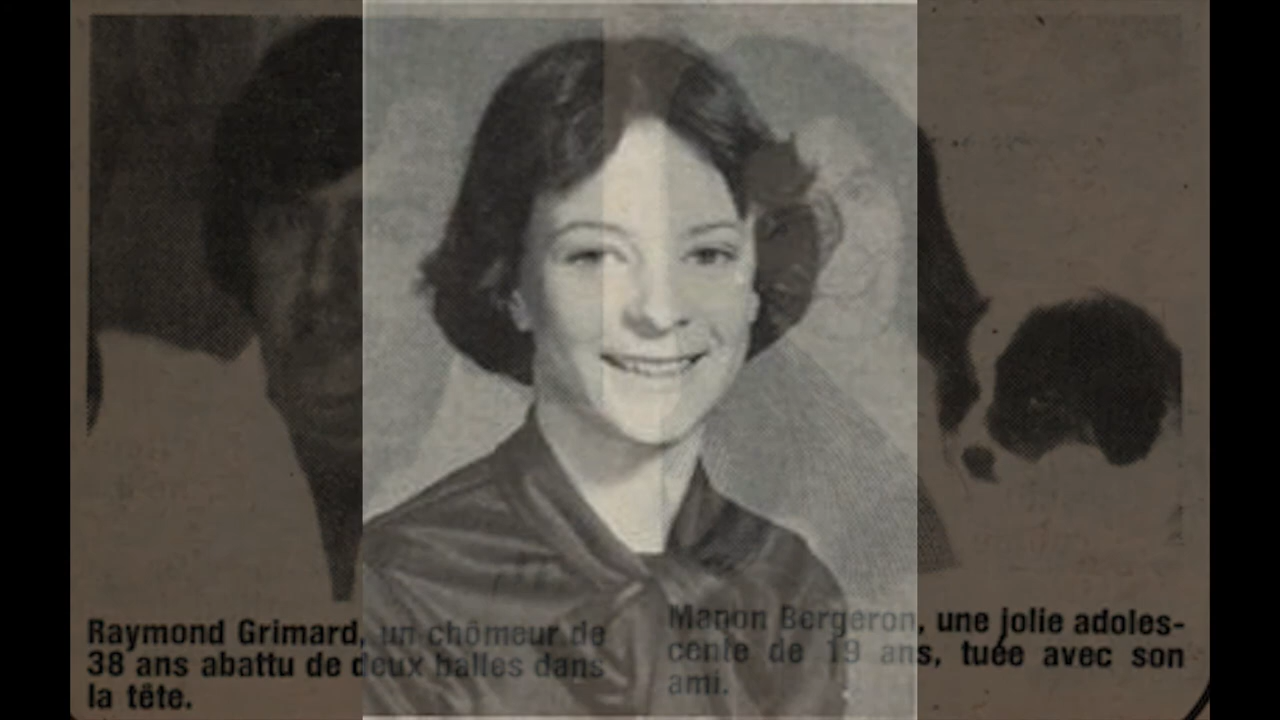 Raymond Grimard, un chômeur de
38 ans abattu de deux balles dans
la tête.
Manon Bergeron, une jolie adoles-
cente de 19 ans, tuée avec son
ami.